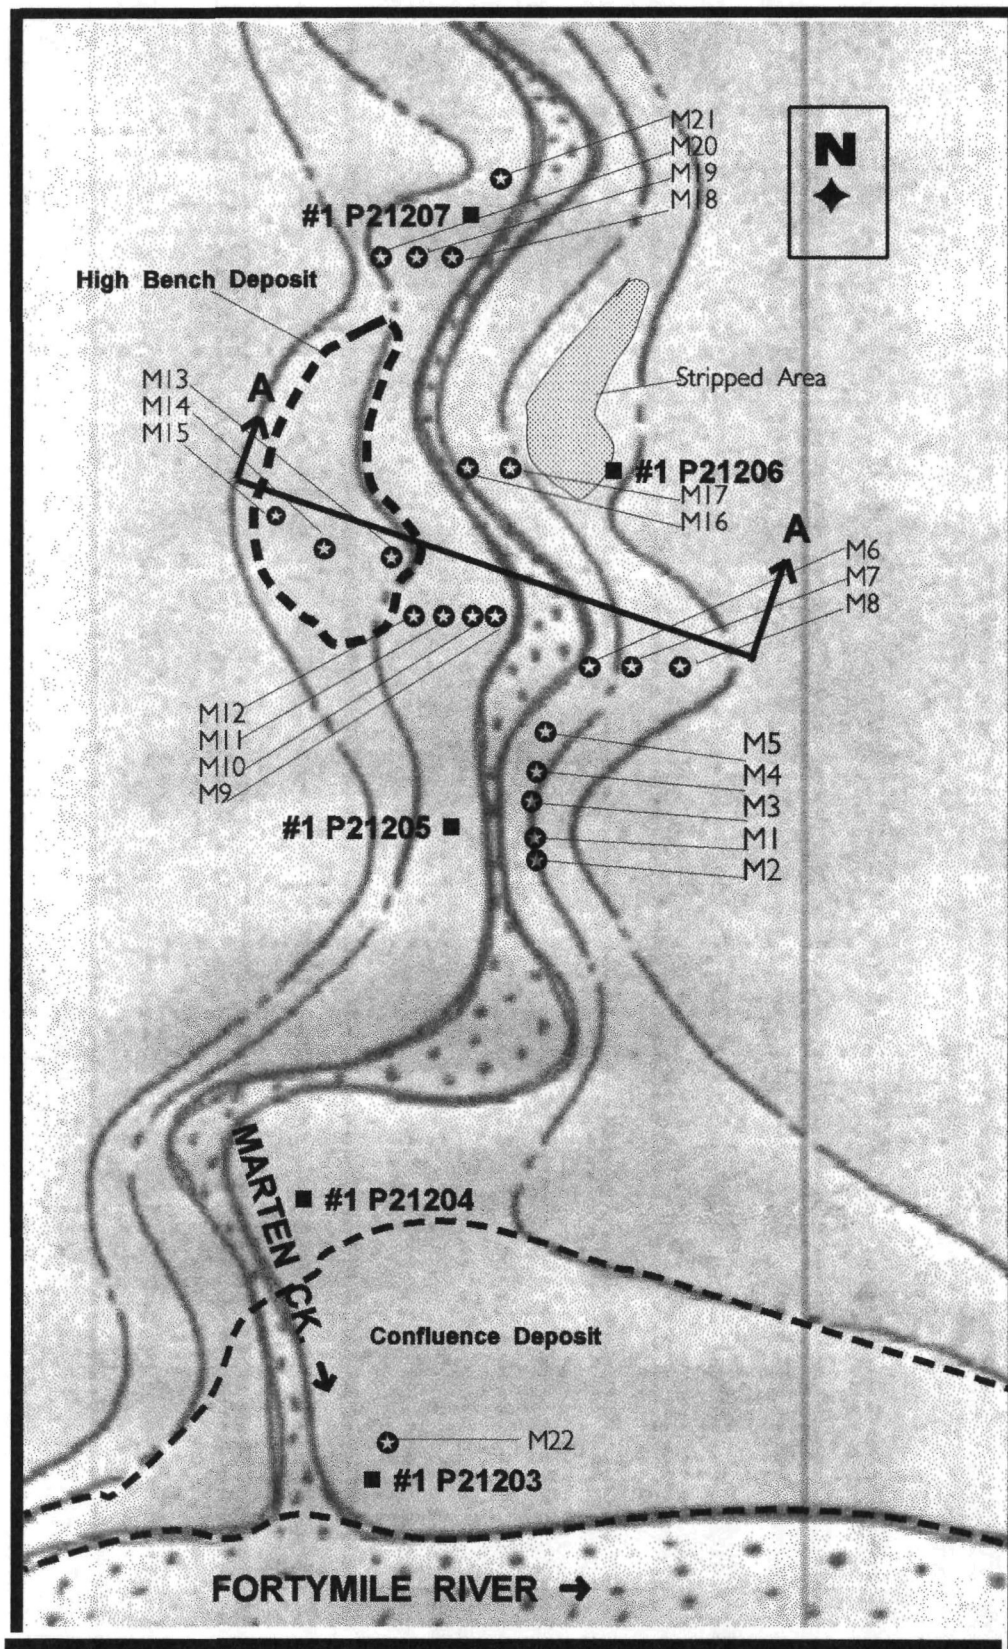 M21
N
M20
M19
#1 P21207
M18
High Bench Deposit
M13
A
Stripped Area
M14
M15
#1 P21206
M17
M16
A
M6
M7
M8
M12
M11
M10
M9
M5
M4
M3
#1 P21205
M1
M2
MARTEN CK.
#1 P21204
Confluence Deposit
M22
#1 P21203
FORTYMILE RIVER